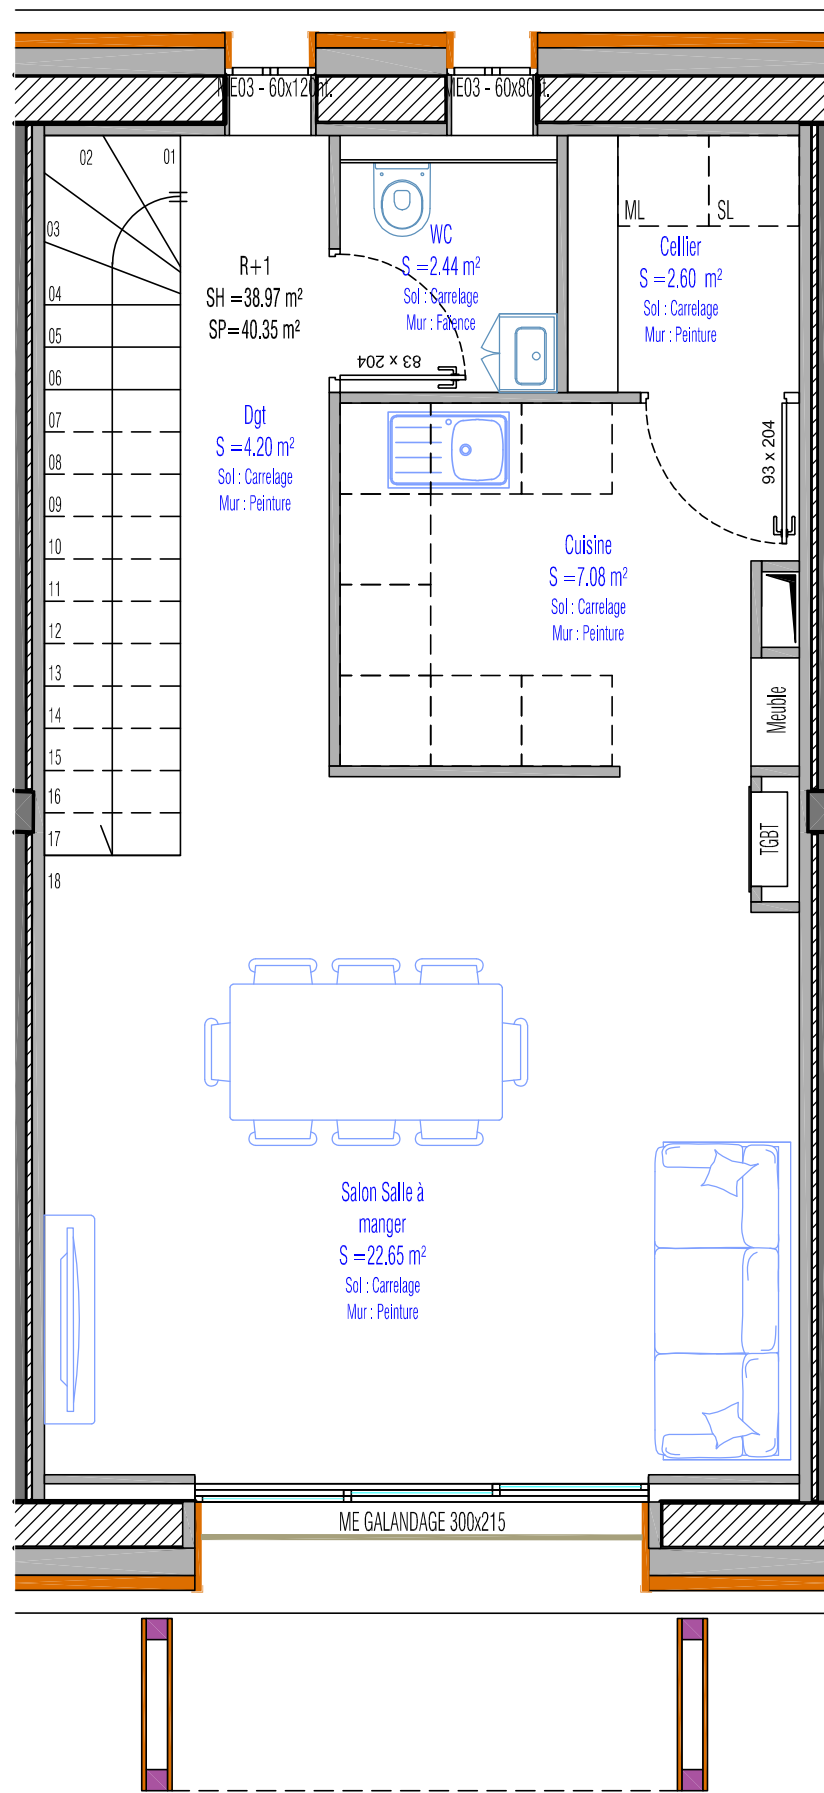 ME03 - 60x120ht.
ME03 - 60x80ht.
02
01
03
04
05
06
07
08
09
10
11
12
13
14
15
16
17
18
R+1
SH =38.97 m²
SP=40.35 m²
Dgt
S =4.20 m²
Sol : Carrelage
Mur : Peinture
WC
S =2.44 m²
Sol : Carrelage
Mur : Faïence
83 x 204
ML
SL
Cellier
S =2.60 m²
Sol : Carrelage
Mur : Peinture
93 x 204
Cuisine
S =7.08 m²
Sol : Carrelage
Mur : Peinture
Meuble
TGBT
Salon Salle à
manger
S =22.65 m²
Sol : Carrelage
Mur : Peinture
ME GALANDAGE 300x215